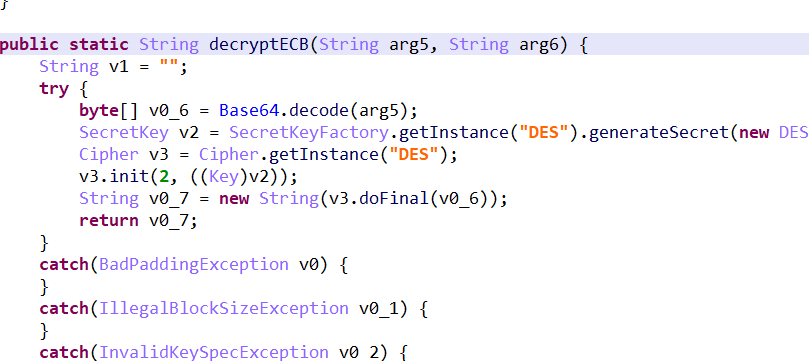 }
public static String decryptECB(String arg5, String arg6) {
String v1 = "";
try {
byte[] v0_6 = Base64.decode(arg5);
SecretKey v2 = SecretKeyFactory.getInstance("DES").generateSecret(new DES
Cipher v3 = Cipher.getInstance("DES");
v3.init(2, ((Key)v2));
String v0_7 = new String(v3.doFinal(v0_6));
return v0_7;
}
catch(BadPaddingException v0) {
}
catch(IllegalBlockSizeException v0_1) {
}
catch(InvalidKeySpecException v0_2) {